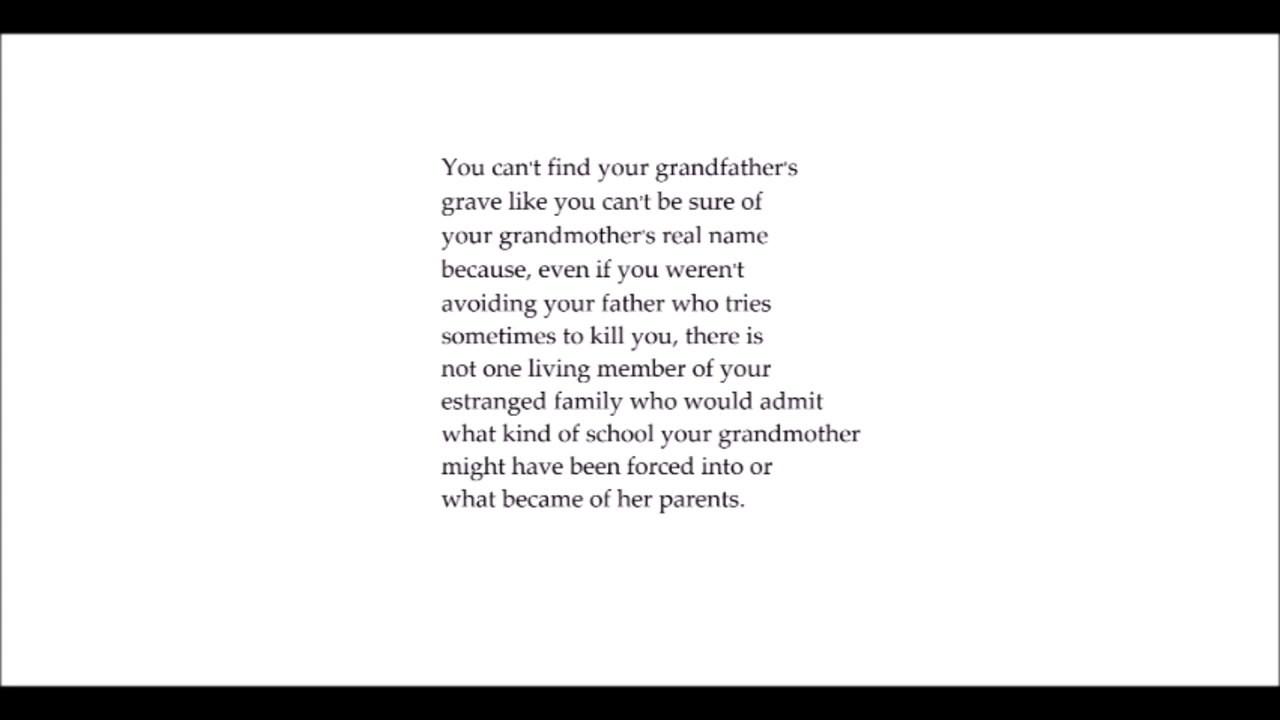 You can't find your grandfather's
grave like you can't be sure of
your grandmother's real name
because, even if you weren't
avoiding your father who tries
sometimes to kill you, there is
not one living member of your
estranged family who would admit
what kind of school your grandmother
might have been forced into or
what became of her parents.